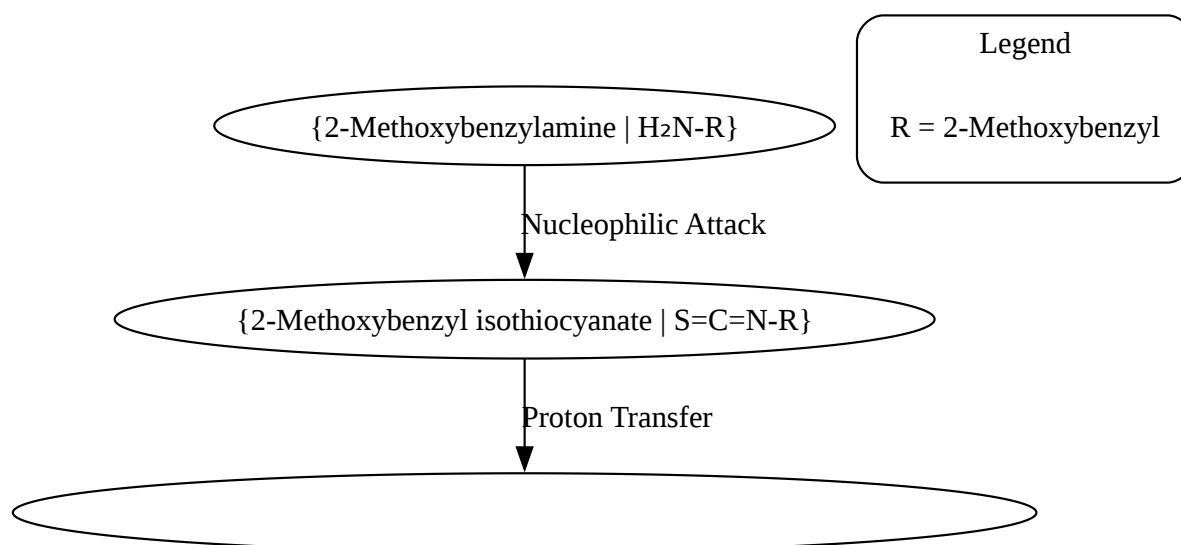 Legend
{2-Methoxybenzylamine | H₂N-R}
R = 2-Methoxybenzyl
Nucleophilic Attack
{2-Methoxybenzyl isothiocyanate | S=C=N-R}
Proton Transfer